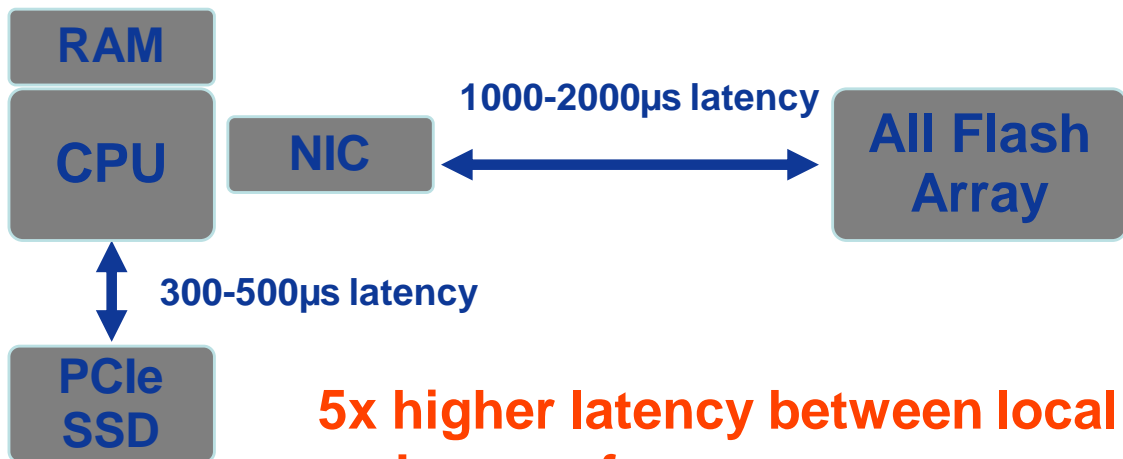 RAM
CPU
NIC
1000-2000µs latency
All Flash
Array
300-500µs latency
PCIe
SSD
5x higher latency between local